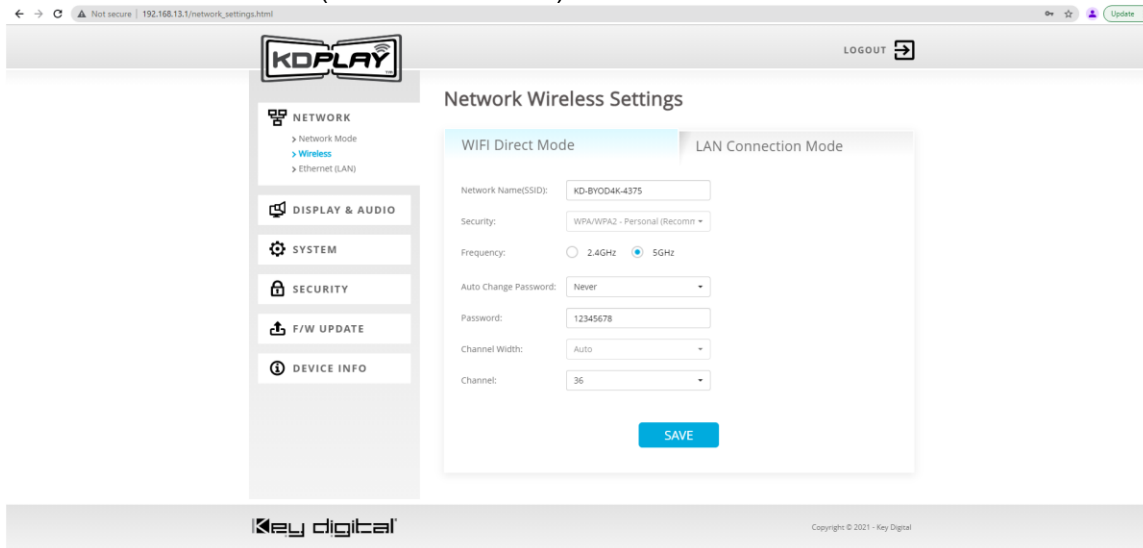 Not secure | 192.168.13.1/network_settings.html
Update
KDPLAY
LOGOUT
NETWORK
Network Mode
Wireless
Ethernet (LAN)
DISPLAY & AUDIO
SYSTEM
SECURITY
F/W UPDATE
DEVICE INFO
Network Wireless Settings
WIFI Direct Mode
LAN Connection Mode
Network Name(SSID): KD-BYOD4K-4375
Security: WPA/WPA2 - Personal (Recomm
Frequency: 2.4GHz 5GHz
Auto Change Password: Never
Password: 12345678
Channel Width: Auto
Channel: 36
SAVE
Key digital
Copyright © 2021 - Key Digital